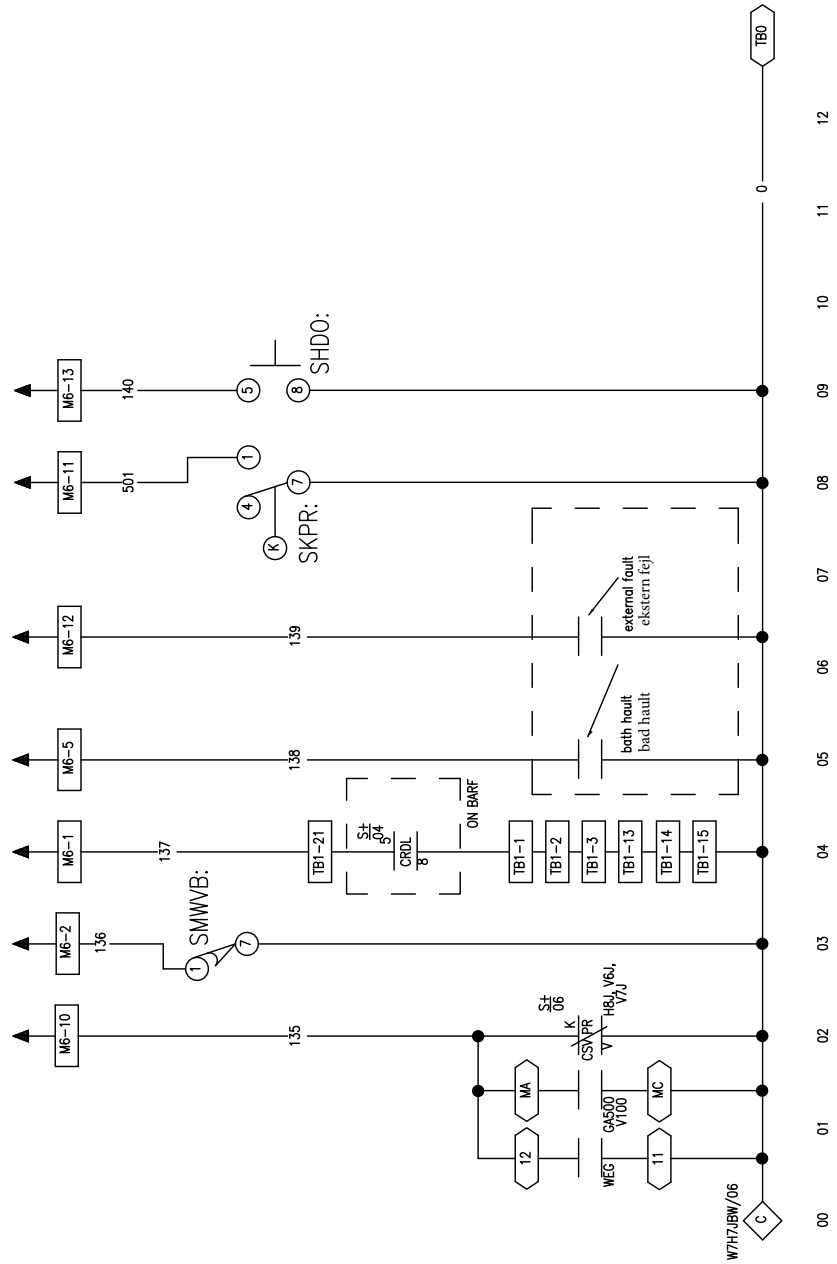 M6-10
M6-2
M6-1
M6-5
M6-12
M6-11
M6-13
135
136
137
138
139
501
140
SMWVB:
1
7
TB1-21
S±
04
5
CRDL
8
ON BARF
TB1-1
TB1-2
TB1-3
TB1-13
TB1-14
TB1-15
bath hault
bad hault
external fault
ekstern fejl
K
4
1
7
SKPR:
5
8
SHDO:
12
WEG
11
MA
GA500
V100
MC
S±
06
K
CSVPR
V
H8J, V6J,
V7J
W7H7JBW/06
C
0
TB0
00
01
02
03
04
05
06
07
08
09
10
11
12